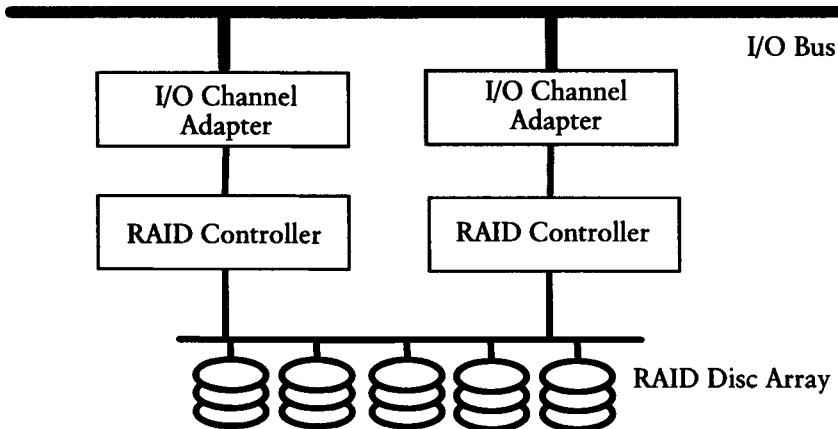 I/O Bus
I/O Channel
Adapter
I/O Channel
Adapter
RAID Controller
RAID Controller
RAID Disc Array